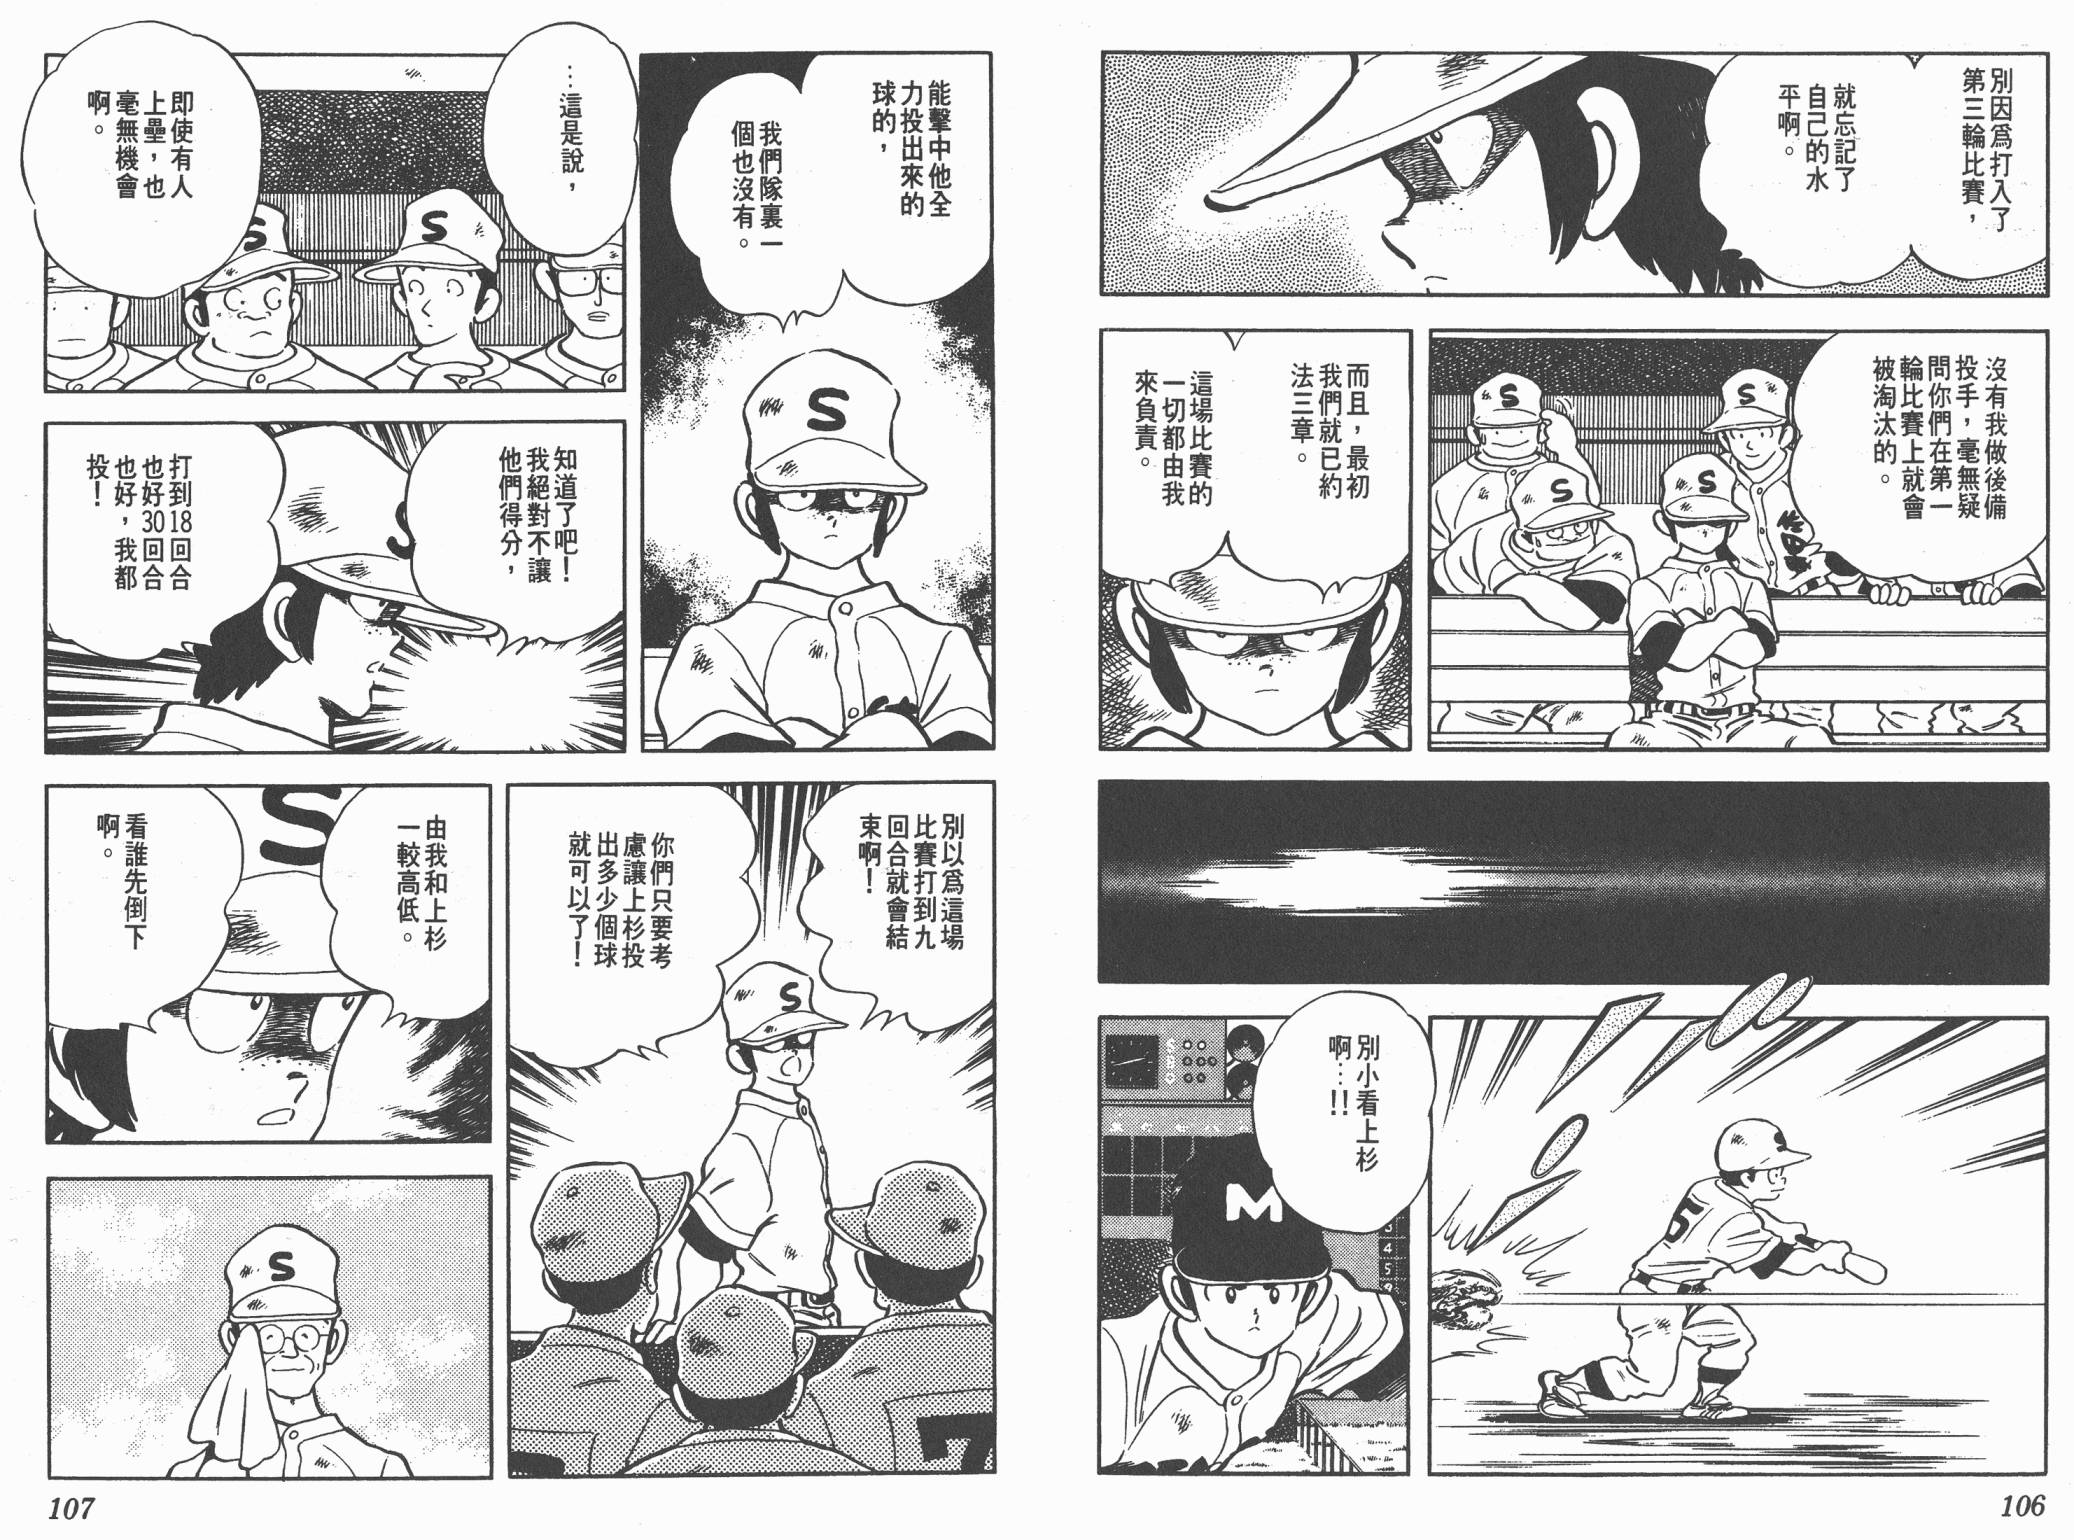 別因爲打入了
第三輪比賽，
就忘記了
自己的水
平啊。
沒有我做後備
投手，毫無疑
問你們在第一
輪比賽上就會
被淘汰的。
而且，最初
我們就已約
法三章。
這場比賽的
一切都由我
來負責。
別小看上杉
啊…!!
S
S
S
S
5
M
3
4
5
6
106
能擊中他全
力投出來的
球的，
我們隊裏一
個也沒有。
S
…這是說，
即使有人
上壘，也
毫無機會
啊。
S
S
知道了吧！
我絕對不讓
他們得分，
打到18回合
也好30回合
也好，我都
投！
S
別以爲這場
比賽打到九
回合就會結
束啊！
你們只要考
慮讓上杉投
出多少個球
就可以了！
S
7
由我和上杉
一較高低。
看誰先倒下
啊。
S
S
107